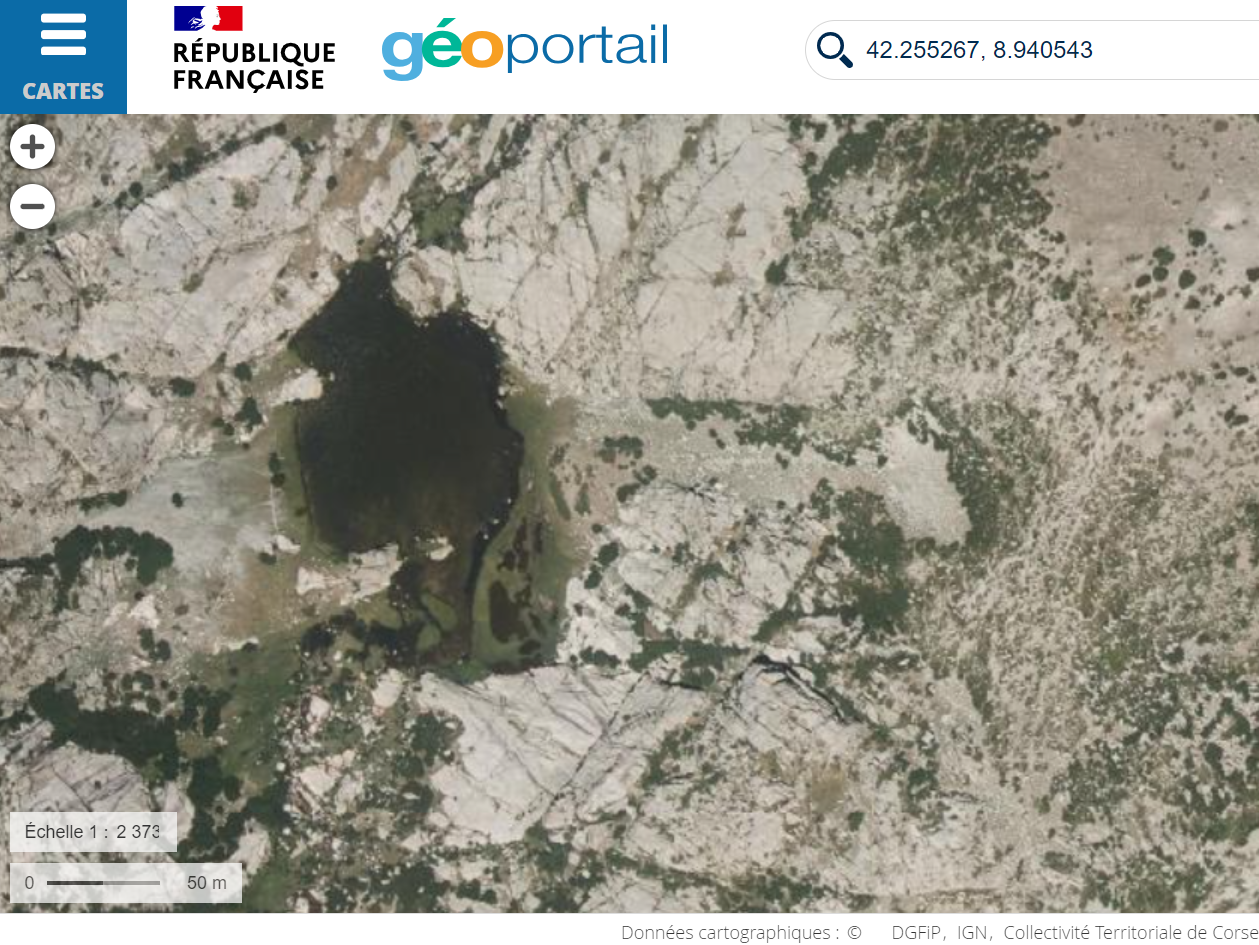 CARTES
RÉPUBLIQUE
FRANÇAISE
géoportail
42.255267, 8.940543
Échelle 1 : 2 373
0 50 m
Données cartographiques : © DGFiP, IGN, Collectivité Territoriale de Corse